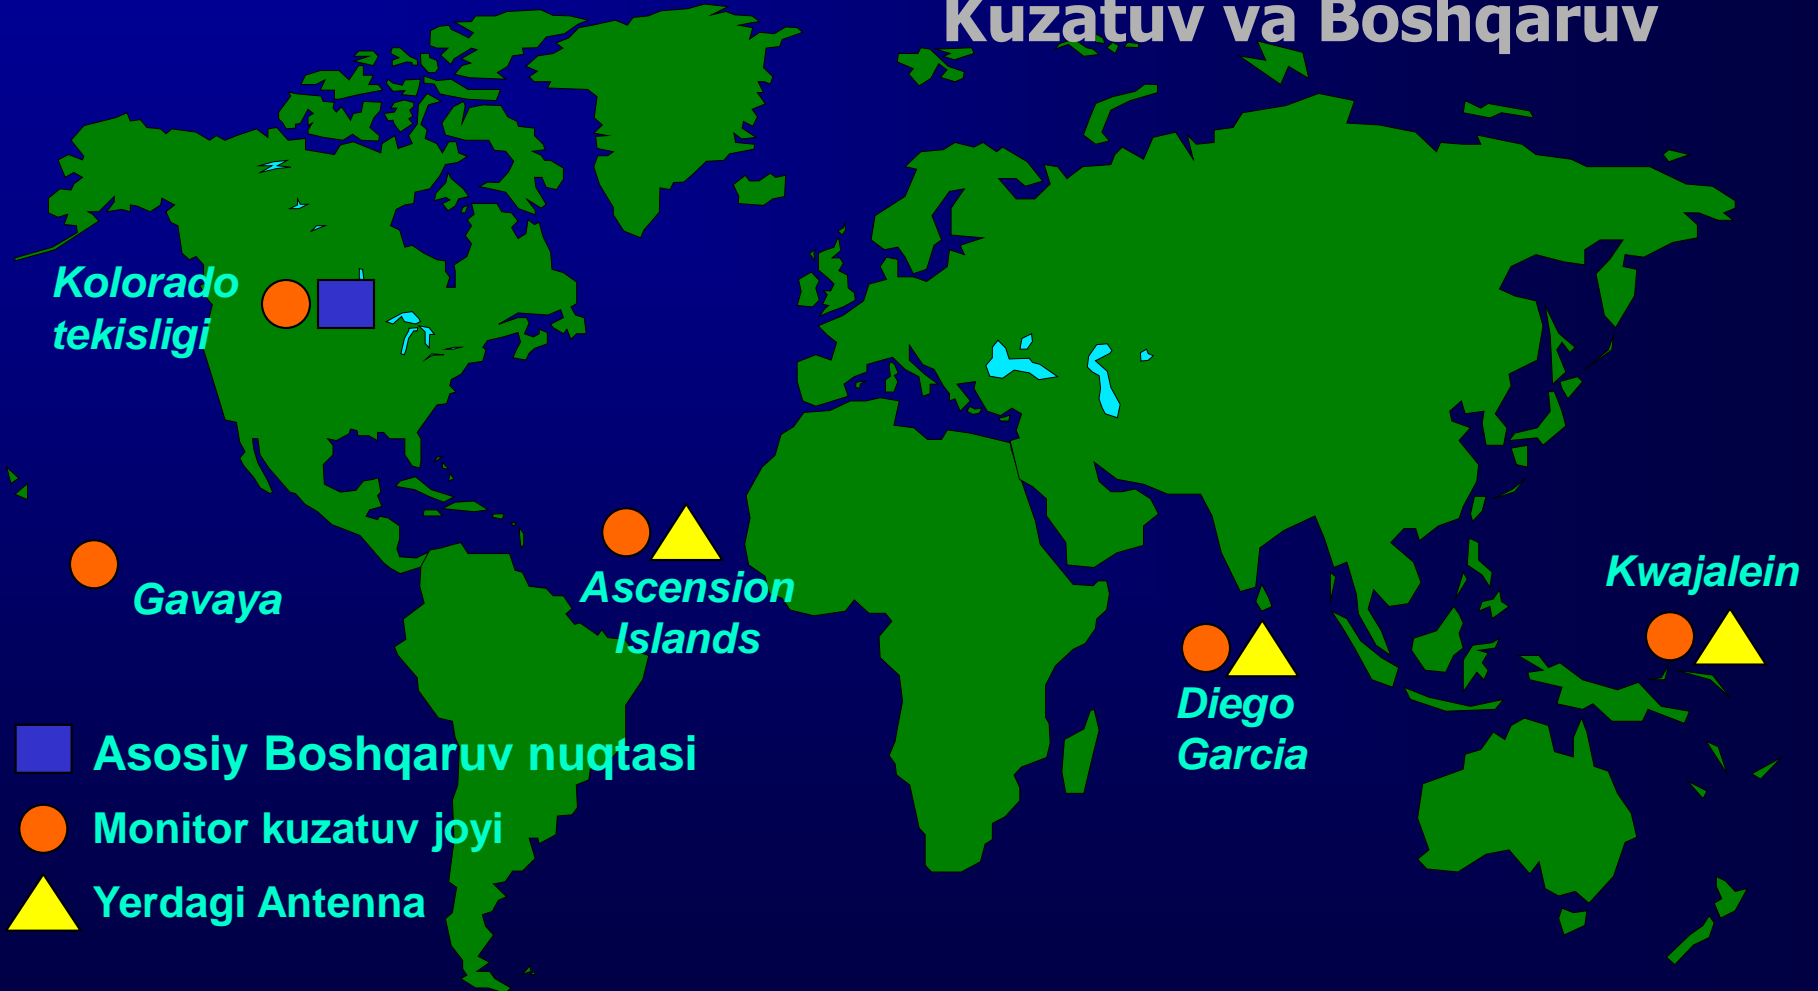 Kuzatuv va Boshqaruv
Kolorado
tekisligi
Gavaya
Ascension
Islands
Kwajalein
Diego
Garcia
Asosiy Boshqaruv nuqtasi
Monitor kuzatuv joyi
Yerdagi Antenna